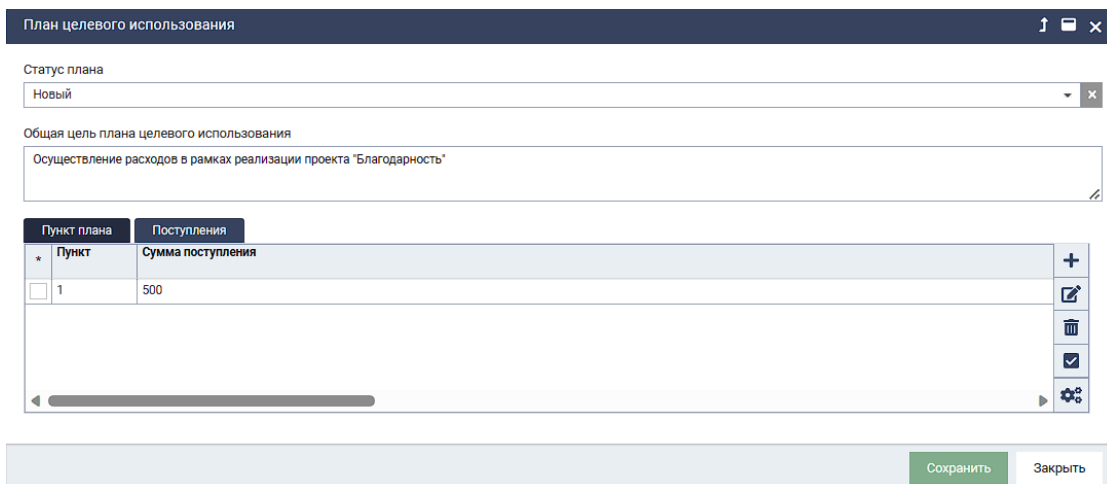 План целевого использования
Статус плана
Новый
Общая цель плана целевого использования
Осуществление расходов в рамках реализации проекта "Благодарность"
Пункт плана Поступления
* Пункт Сумма поступления
1 500
Сохранить Закрыть